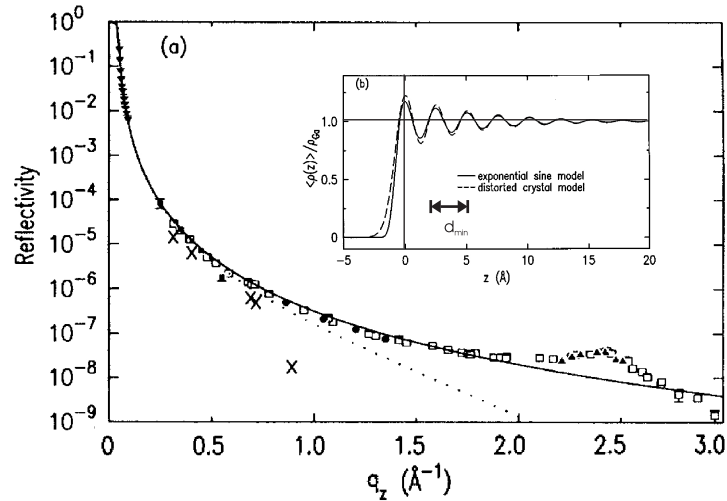 (a)
10⁰
10⁻¹
10⁻²
10⁻³
10⁻⁴
10⁻⁵
10⁻⁶
10⁻⁷
10⁻⁸
10⁻⁹
Reflectivity
0
0.5
1.0
1.5
2.0
2.5
3.0
q_z (Å⁻¹)
(b)
1.0
0.5
0
<ρ(z)>/ρ_Ga
exponential sine model
distorted crystal model
d_min
-5
0
5
10
15
20
z (Å)